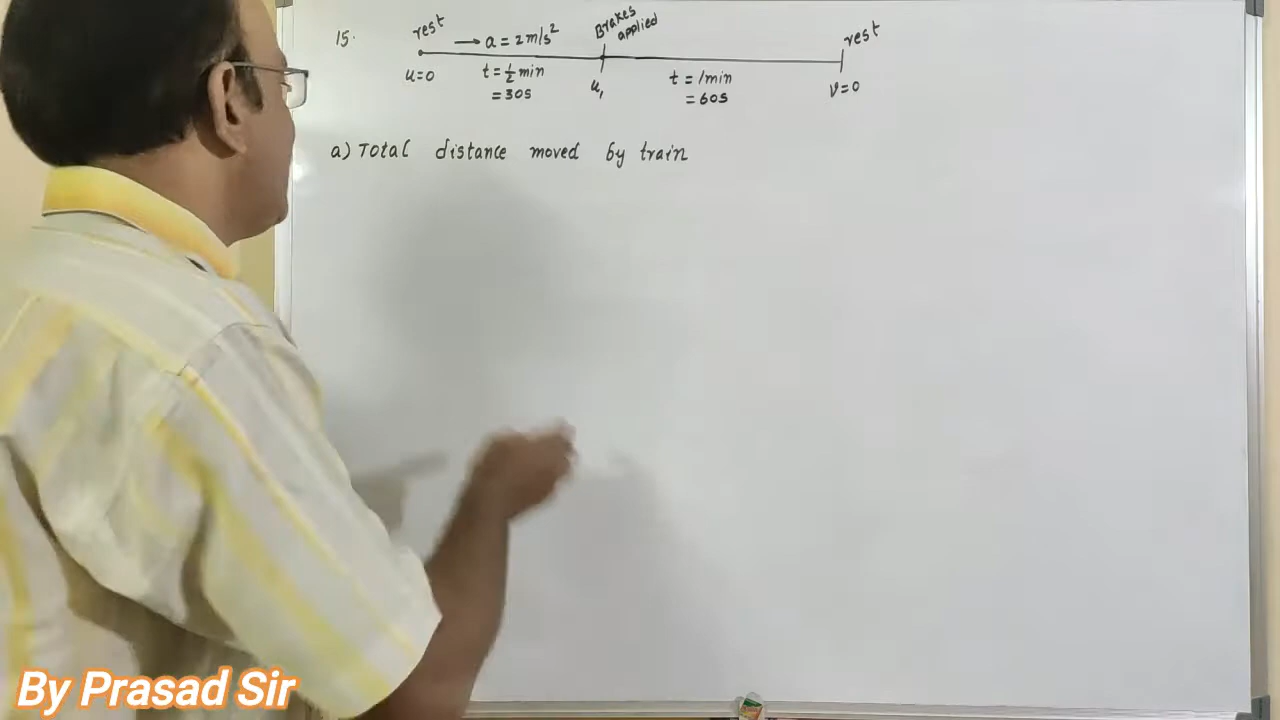 15.
rest
→ a = 2m/s²
Brakes applied
rest
u=0
t = ½ min
= 30s
u₁
t = 1min
= 60s
v=0
a) Total distance moved by train
By Prasad Sir